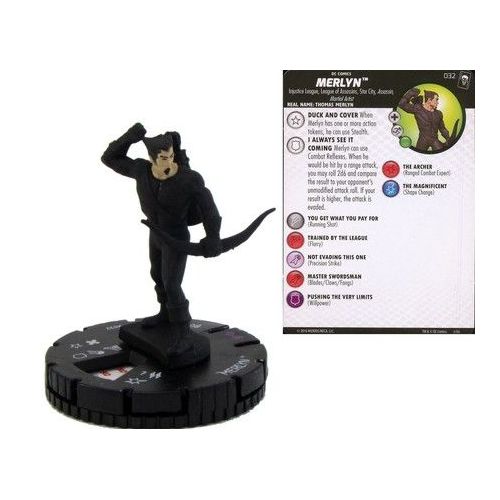 DC COMICS
032
MERLYN™
Injustice League, League of Assassins, Star City, Assassin,
Martial Artist
REAL NAME: THOMAS MERLYN
DUCK AND COVER When
Merlyn has one or more action
tokens, he can use Stealth.
I ALWAYS SEE IT
COMING Merlyn can use
Combat Reflexes. When he
would be hit by a range attack,
you may roll 2d6 and compare
the result to your opponent's
unmodified attack roll. If your
result is higher, the attack is
evaded.
THE ARCHER
(Ranged Combat Expert)
THE MAGNIFICENT
(Shape Change)
YOU GET WHAT YOU PAY FOR
(Running Shot)
TRAINED BY THE LEAGUE
(Flurry)
NOT EVADING THIS ONE
(Precision Strike)
MASTER SWORDSMAN
(Blades/Claws/Fangs)
PUSHING THE VERY LIMITS
(Willpower)
MERLYN